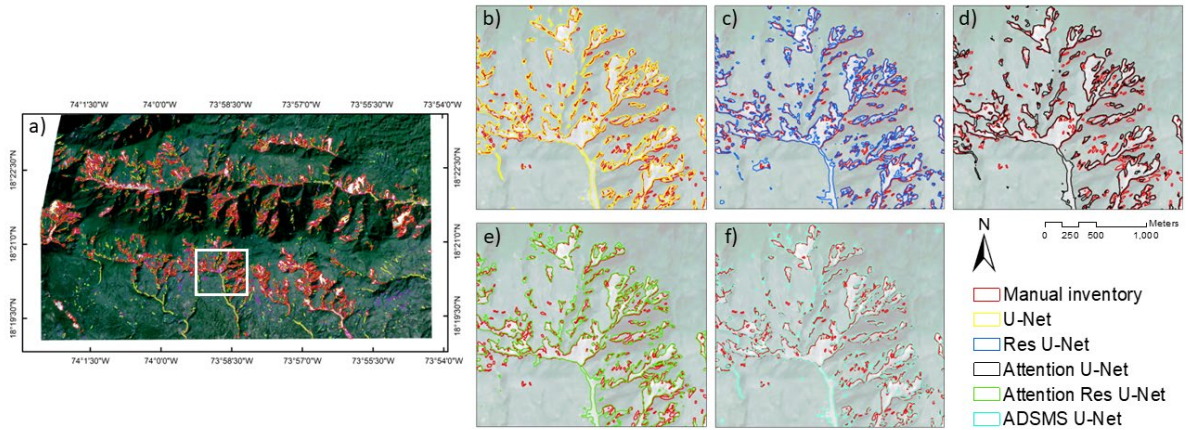 a)
74°1'30"W 74°0'0"W 73°58'30"W 73°57'0"W 73°55'30"W 73°54'0"W
18°22'30"N 18°22'30"N
18°21'0"N 18°21'0"N
18°19'30"N 18°19'30"N
74°1'30"W 74°0'0"W 73°58'30"W 73°57'0"W 73°55'30"W 73°54'0"W
b)
c)
d)
e)
f)
N
0 250 500 1,000 Meters
Manual inventory
U-Net
Res U-Net
Attention U-Net
Attention Res U-Net
ADSMS U-Net